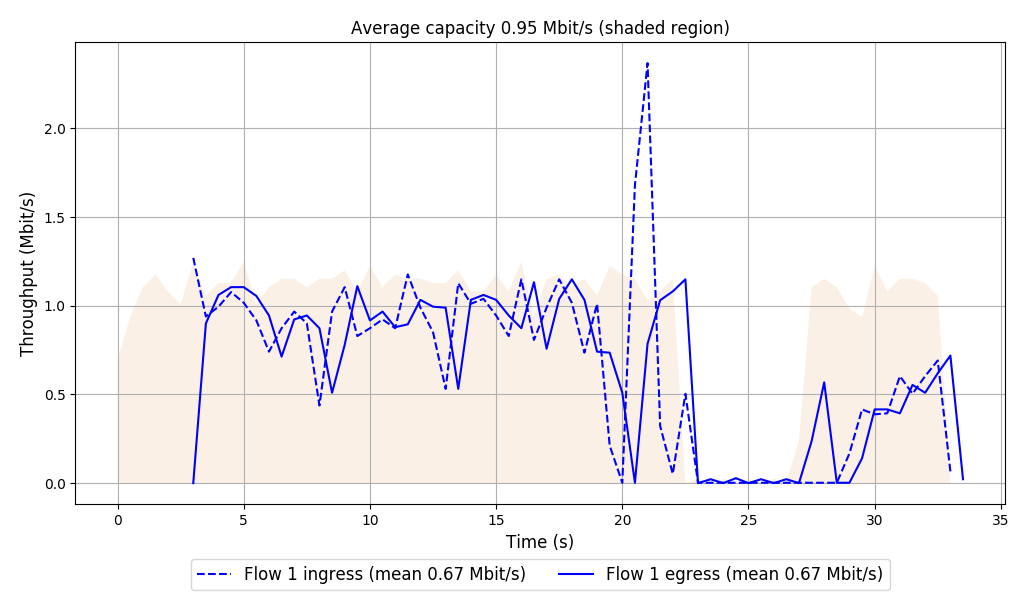 Average capacity 0.95 Mbit/s (shaded region)
Throughput (Mbit/s)
2.0
1.5
1.0
0.5
0.0
0 5 10 15 20 25 30 35
Time (s)
Flow 1 ingress (mean 0.67 Mbit/s) Flow 1 egress (mean 0.67 Mbit/s)